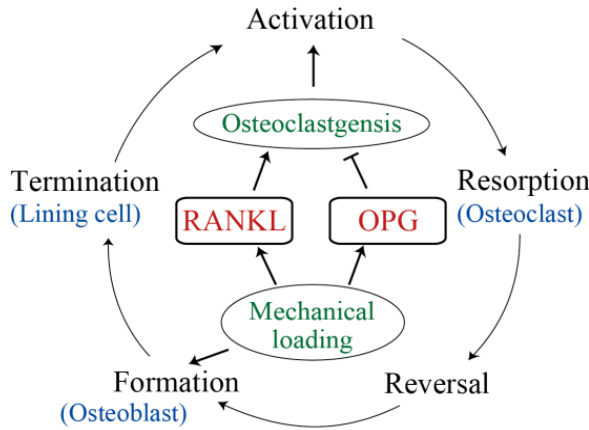 Activation
Osteoclastgensis
Termination
(Lining cell)
RANKL
OPG
Resorption
(Osteoclast)
Mechanical
loading
Formation
(Osteoblast)
Reversal